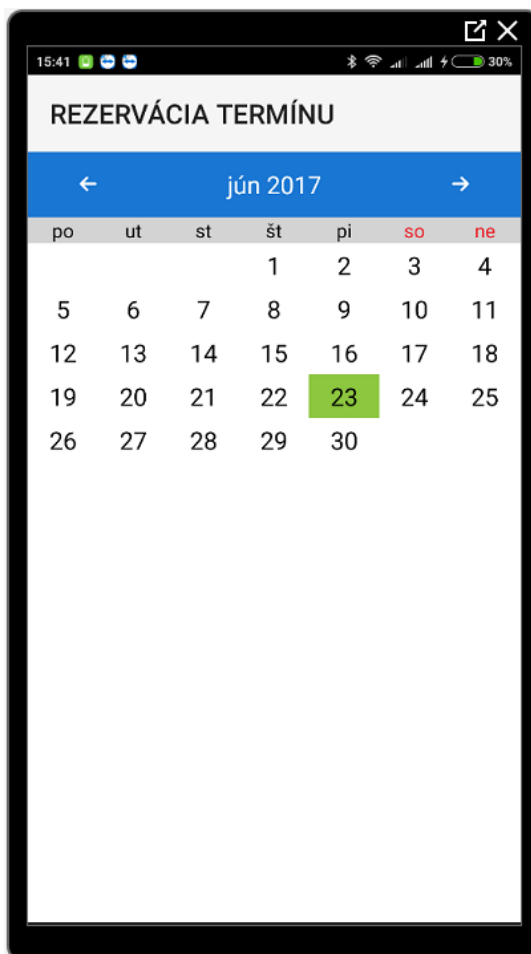 15:41 30%
REZERVÁCIA TERMÍNU
jún 2017
po ut st št pi so ne
1 2 3 4
5 6 7 8 9 10 11
12 13 14 15 16 17 18
19 20 21 22 23 24 25
26 27 28 29 30